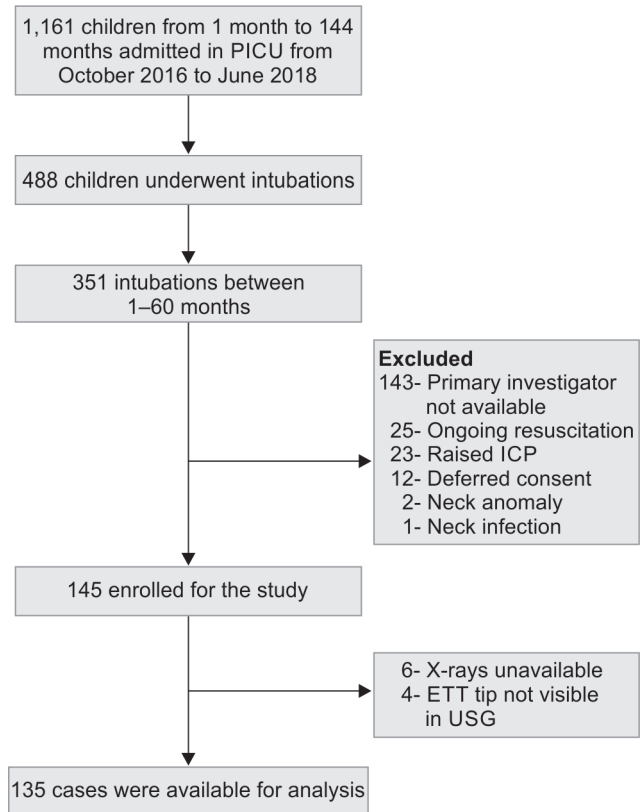 1,161 children from 1 month to 144
months admitted in PICU from
October 2016 to June 2018
488 children underwent intubations
351 intubations between
1–60 months
Excluded
143- Primary investigator
not available
25- Ongoing resuscitation
23- Raised ICP
12- Deferred consent
2- Neck anomaly
1- Neck infection
145 enrolled for the study
6- X-rays unavailable
4- ETT tip not visible
in USG
135 cases were available for analysis